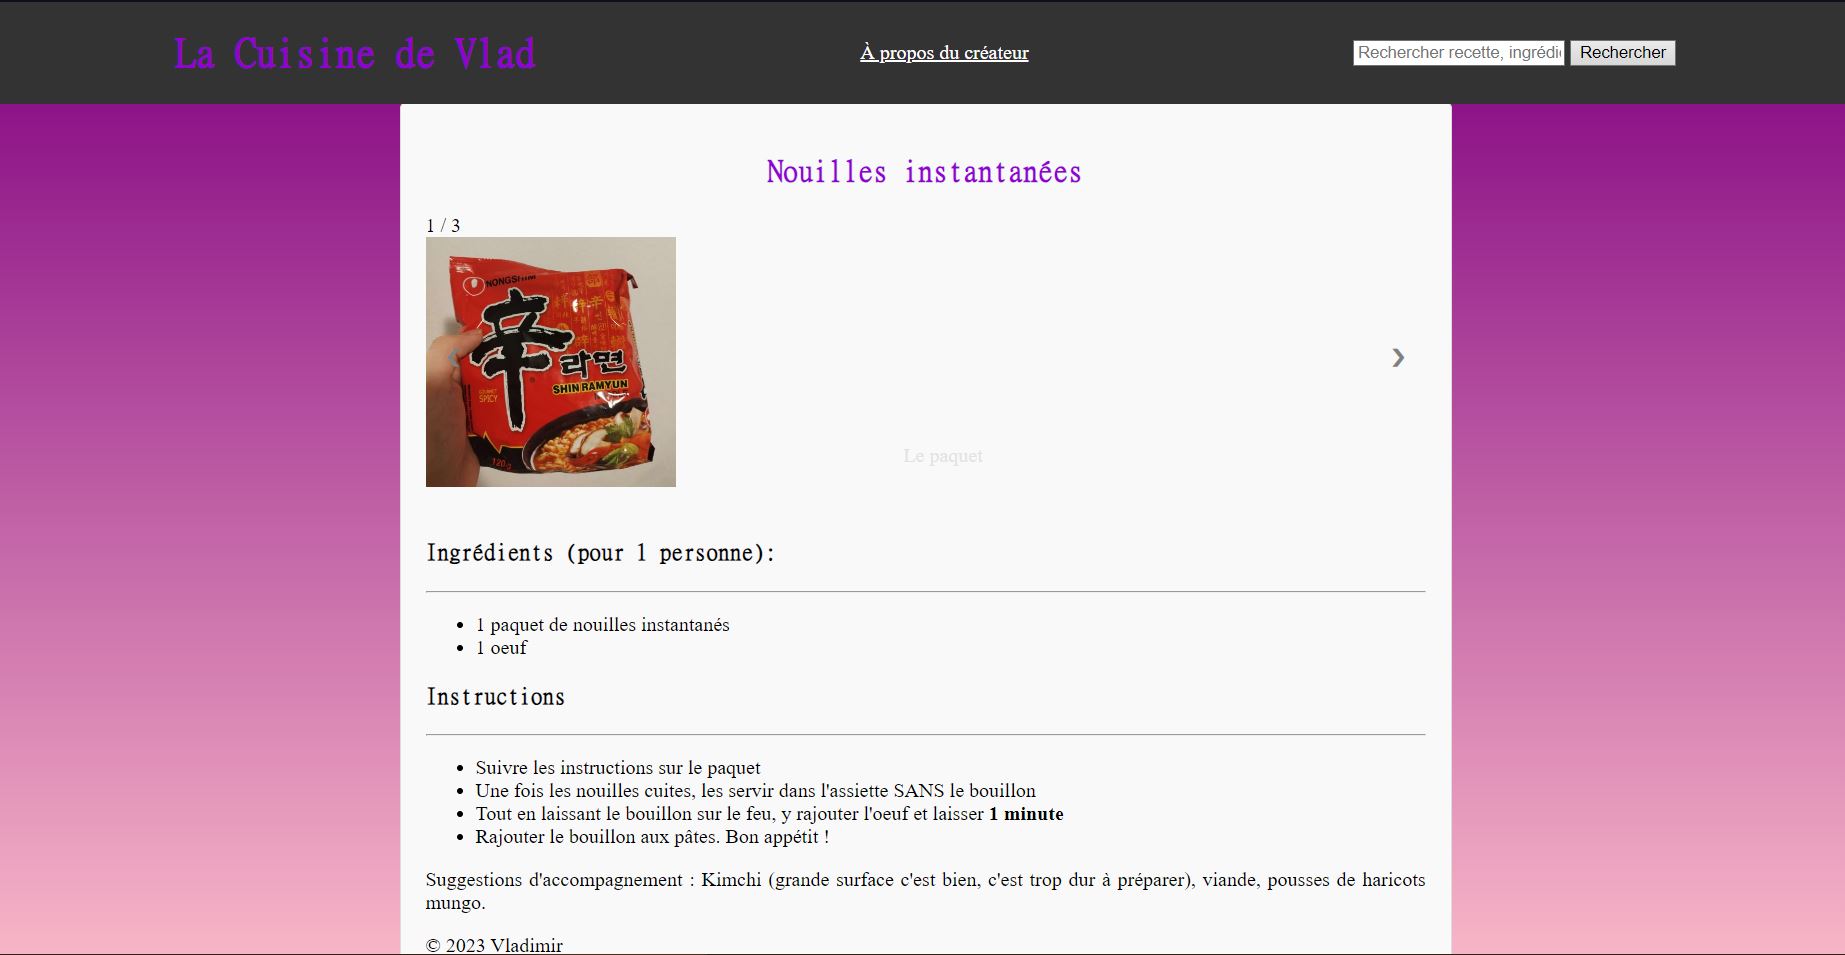 La Cuisine de Vlad
À propos du créateur
Rechercher recette, ingrédi
Rechercher
Nouilles instantanées
1 / 3
NONGSHIM
辛
라면
SHIN RAMYUN
GOURMET
SPICY
120g
Le paquet
Ingrédients (pour 1 personne):
1 paquet de nouilles instantanés
1 oeuf
Instructions
Suivre les instructions sur le paquet
Une fois les nouilles cuites, les servir dans l'assiette SANS le bouillon
Tout en laissant le bouillon sur le feu, y rajouter l'oeuf et laisser 1 minute
Rajouter le bouillon aux pâtes. Bon appétit !
Suggestions d'accompagnement : Kimchi (grande surface c'est bien, c'est trop dur à préparer), viande, pousses de haricots
mungo.
© 2023 Vladimir